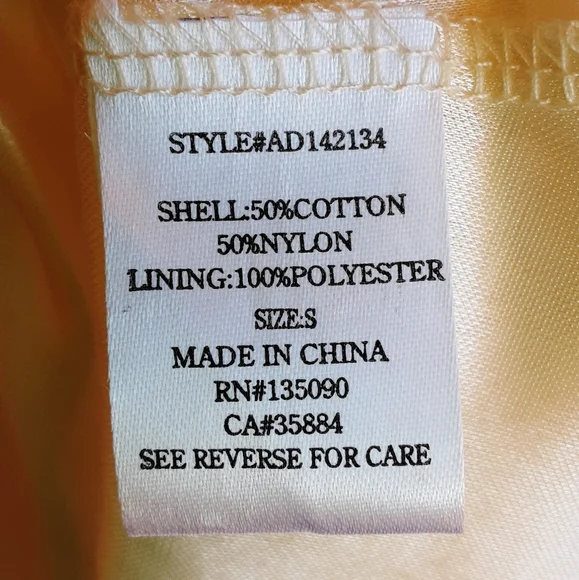 STYLE#AD142134
SHELL:50%COTTON
50%NYLON
LINING:100%POLYESTER
SIZE:S
MADE IN CHINA
RN#135090
CA#35884
SEE REVERSE FOR CARE